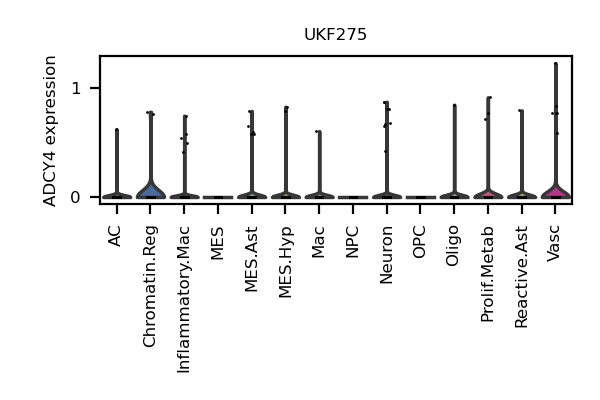 UKF275
ADCY4 expression
1
0
AC
Chromatin.Reg
Inflammatory.Mac
MES
MES.Ast
MES.Hyp
Mac
NPC
Neuron
OPC
Oligo
Prolif.Metab
Reactive.Ast
Vasc